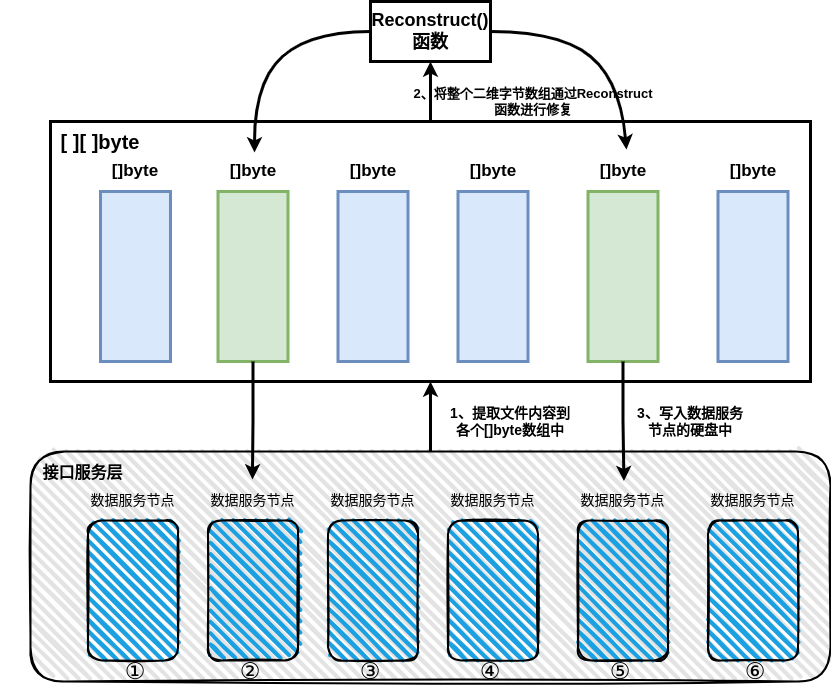 Reconstruct()
函数
2、将整个二维字节数组通过Reconstruct
函数进行修复
[ ][ ]byte
[]byte
[]byte
[]byte
[]byte
[]byte
[]byte
1、提取文件内容到
各个[]byte数组中
3、写入数据服务
节点的硬盘中
接口服务层
数据服务节点
数据服务节点
数据服务节点
数据服务节点
数据服务节点
数据服务节点
①
②
③
④
⑤
⑥